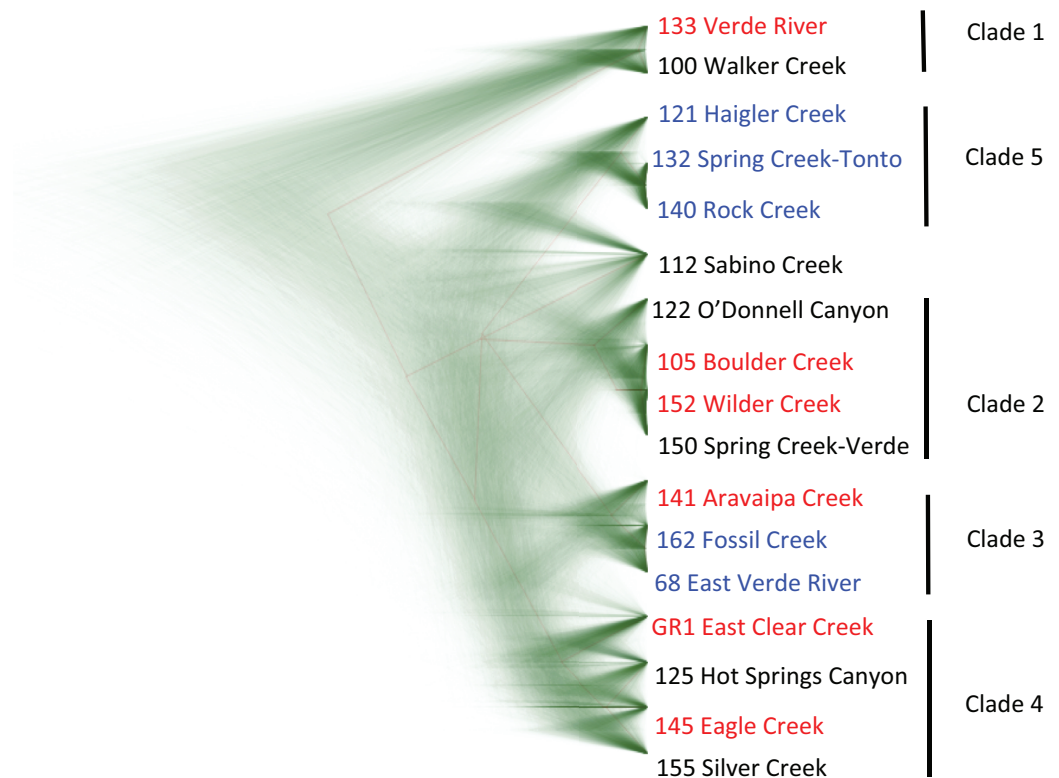 133 Verde River
Clade 1
100 Walker Creek
121 Haigler Creek
132 Spring Creek-Tonto
Clade 5
140 Rock Creek
112 Sabino Creek
122 O’Donnell Canyon
105 Boulder Creek
152 Wilder Creek
Clade 2
150 Spring Creek-Verde
141 Aravaipa Creek
162 Fossil Creek
Clade 3
68 East Verde River
GR1 East Clear Creek
125 Hot Springs Canyon
Clade 4
145 Eagle Creek
155 Silver Creek